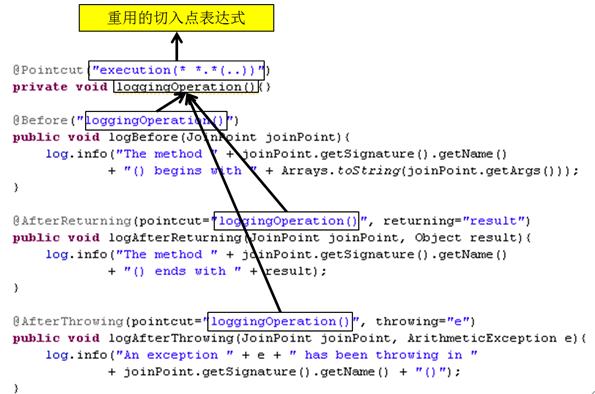 重用的切入点表达式
@Pointcut("execution(* *.*(..))")
private void loggingOperation(){}
@Before("loggingOperation()")
public void logBefore(JoinPoint joinPoint){
log.info("The method " + joinPoint.getSignature().getName()
+ "() begins with " + Arrays.toString(joinPoint.getArgs()));
}
@AfterReturning(pointcut="loggingOperation()", returning="result")
public void logAfterReturning(JoinPoint joinPoint, Object result){
log.info("The method " + joinPoint.getSignature().getName()
+ "() ends with " + result);
}
@AfterThrowing(pointcut="loggingOperation()", throwing="e")
public void logAfterThrowing(JoinPoint joinPoint, ArithmeticException e){
log.info("An exception " + e + " has been throwing in "
+ joinPoint.getSignature().getName() + "()");
}